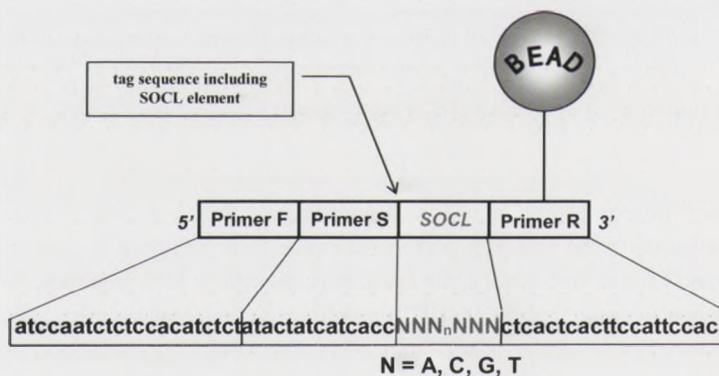 BEAD
tag sequence including
SOCL element
5' Primer F Primer S SOCL Primer R 3'
atccaatctctccacatctctatactatcatcaccNNNnNNNctcactcacttccattccac
N = A, C, G, T